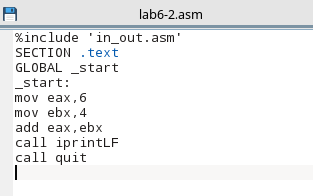 lab6-2.asm
%include 'in_out.asm'
SECTION .text
GLOBAL _start
_start:
mov eax,6
mov ebx,4
add eax,ebx
call iprintLF
call quit